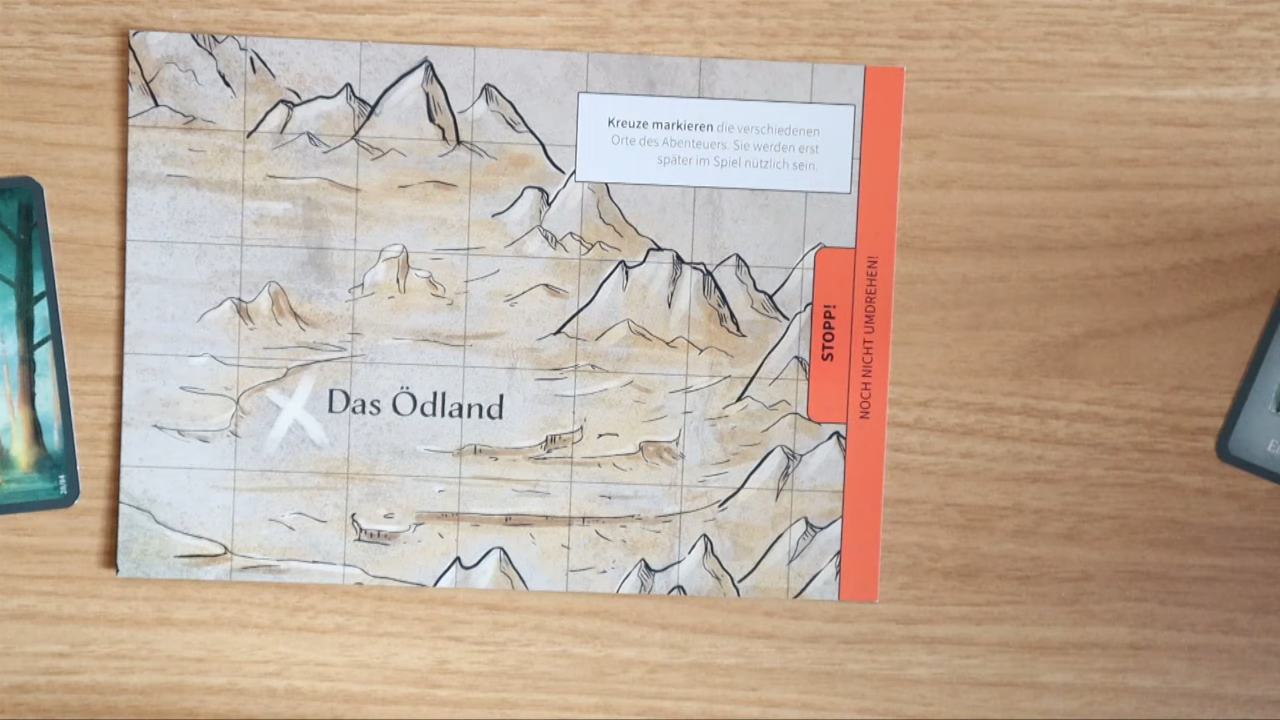 Kreuze markieren die verschiedenen
Orte des Abenteuers. Sie werden erst
später im Spiel nützlich sein.
STOPP!
NOCH NICHT UMDREHEN!
Das Ödland